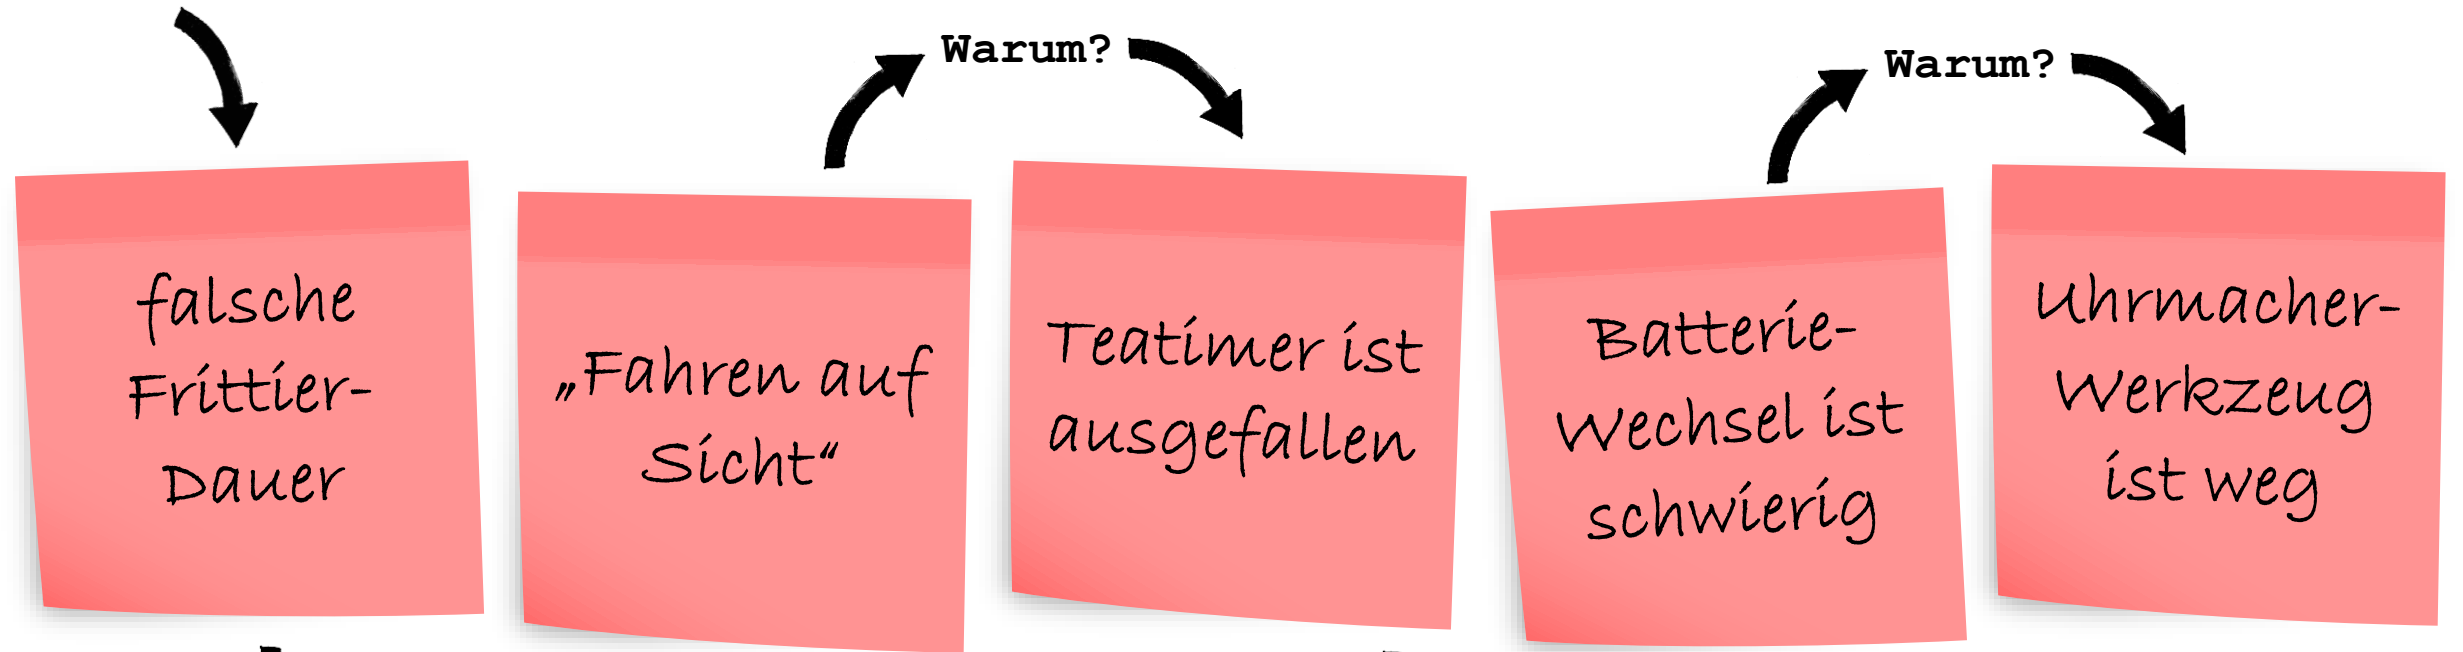 Warum?
Warum?
falsche
Frittier-
Dauer
„Fahren auf
Sicht“
Teatimer ist
ausgefallen
Batterie-
Wechsel ist
schwierig
Uhrmacher-
Werkzeug
ist weg